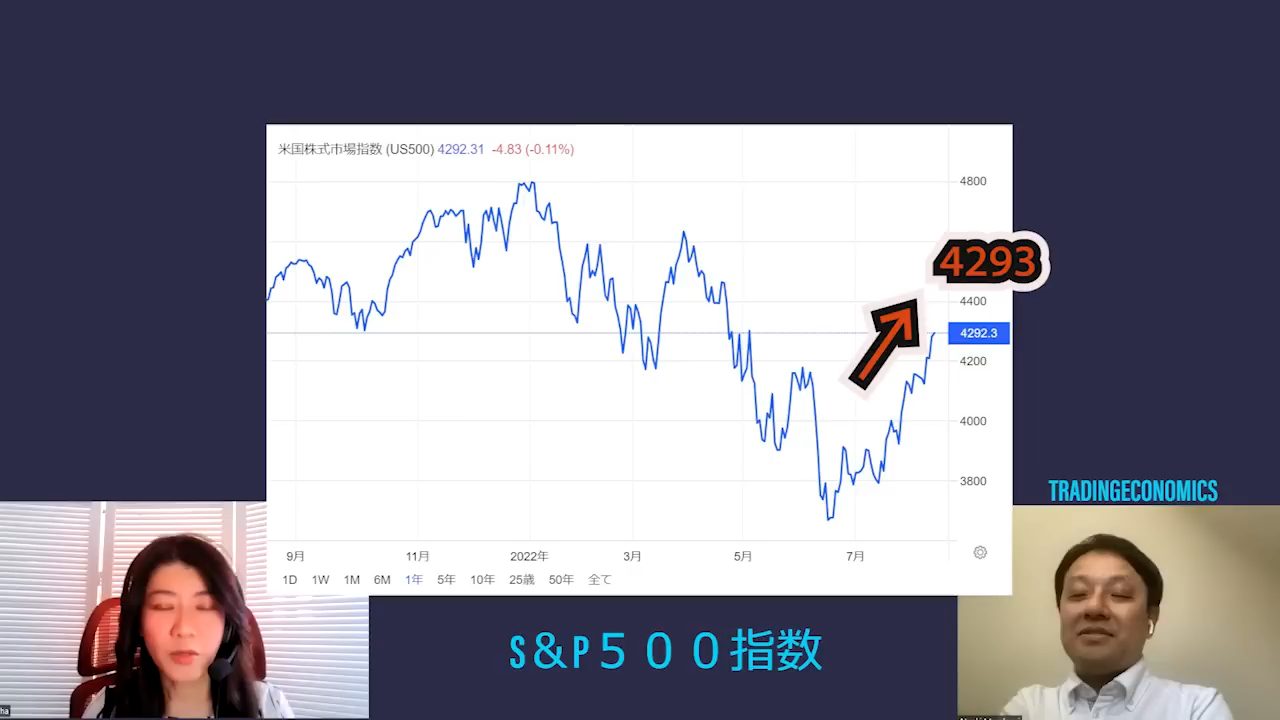 米国株式市場指数 (US500) 4292.31 -4.83 (-0.11%)
4800
4293
4400
4292.3
4200
4000
3800
TRADINGECONOMICS
9月 11月 2022年 3月 5月 7月
1D 1W 1M 6M 1年 5年 10年 25歳 50年 全て
S&P５００指数